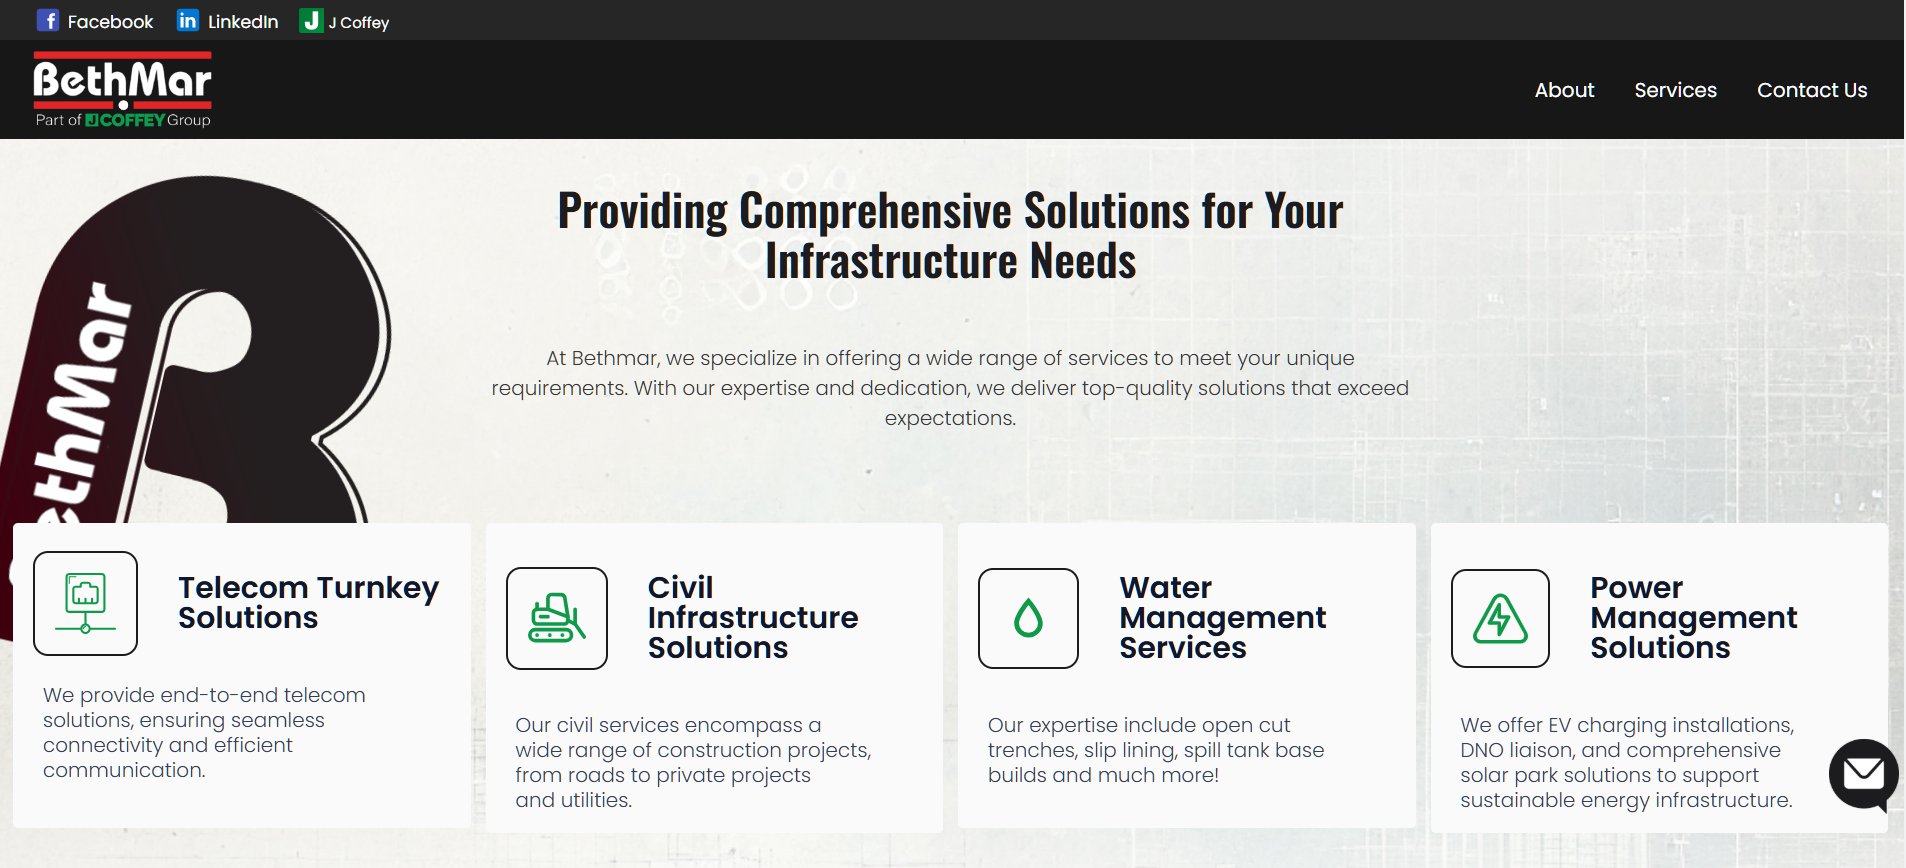 Facebook
LinkedIn
J Coffey
BethMar
Part of J COFFEY Group
About
Services
Contact Us
Providing Comprehensive Solutions for Your
Infrastructure Needs
At Bethmar, we specialize in offering a wide range of services to meet your unique
requirements. With our expertise and dedication, we deliver top-quality solutions that exceed
expectations.
ethMar
Telecom Turnkey
Solutions
We provide end-to-end telecom
solutions, ensuring seamless
connectivity and efficient
communication.
Civil
Infrastructure
Solutions
Our civil services encompass a
wide range of construction projects,
from roads to private projects
and utilities.
Water
Management
Services
Our expertise include open cut
trenches, slip lining, spill tank base
builds and much more!
Power
Management
Solutions
We offer EV charging installations,
DNO liaison, and comprehensive
solar park solutions to support
sustainable energy infrastructure.